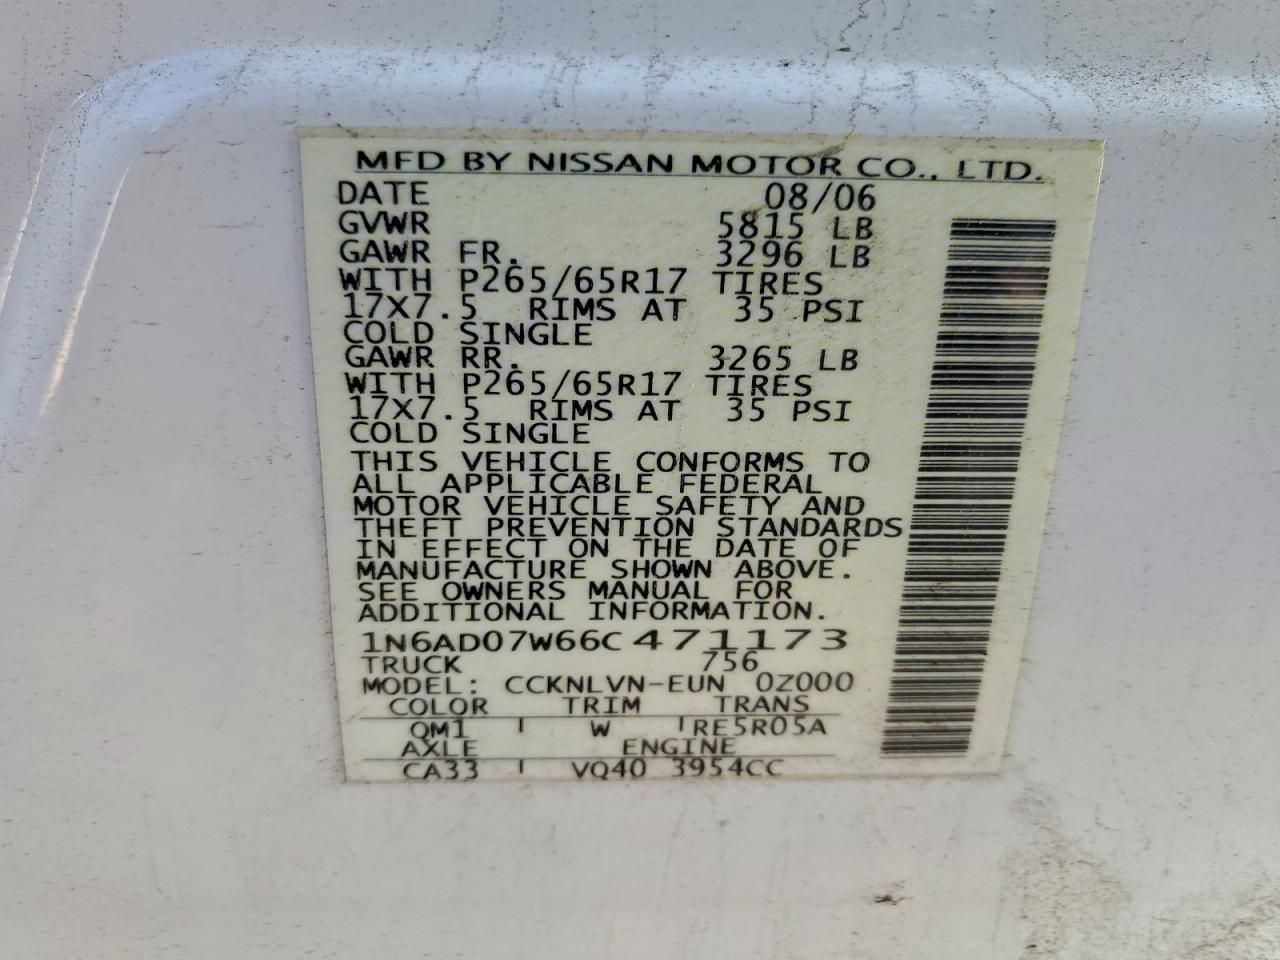 MFD BY NISSAN MOTOR CO., LTD.
DATE 08/06
GVWR 5815 LB
GAWR FR. 3296 LB
WITH P265/65R17 TIRES
17X7.5 RIMS AT 35 PSI
COLD SINGLE
GAWR RR. 3265 LB
WITH P265/65R17 TIRES
17X7.5 RIMS AT 35 PSI
COLD SINGLE
THIS VEHICLE CONFORMS TO
ALL APPLICABLE FEDERAL
MOTOR VEHICLE SAFETY AND
THEFT PREVENTION STANDARDS
IN EFFECT ON THE DATE OF
MANUFACTURE SHOWN ABOVE.
SEE OWNERS MANUAL FOR
ADDITIONAL INFORMATION.
1N6AD07W66C471173
TRUCK 756
MODEL: CCKNLVN-EUN 0Z000
COLOR TRIM TRANS
QM1 W RE5R05A
AXLE ENGINE
CA33 VQ40 3954CC